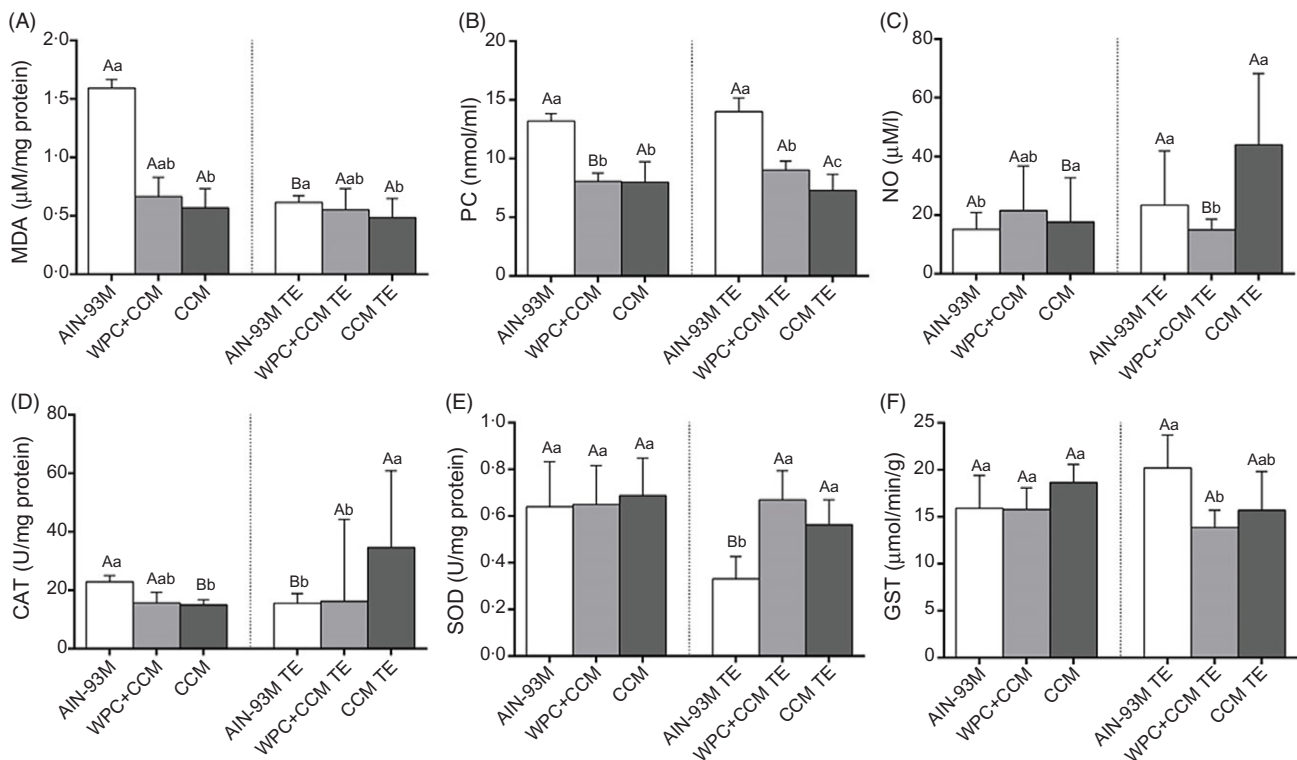 (A)
MDA (μM/mg protein)
2·0
1·5
1·0
0·5
0·0
Aa
Aab
Ab
Ba
Aab
Ab
AIN-93M
WPC+CCM
CCM
AIN-93M TE
WPC+CCM TE
CCM TE
(B)
PC (nmol/ml)
20
15
10
5
0
Aa
Bb
Ab
Aa
Ab
Ac
AIN-93M
WPC+CCM
CCM
AIN-93M TE
WPC+CCM TE
CCM TE
(C)
NO (μM/l)
80
60
40
20
0
Ab
Aab
Ba
Aa
Bb
Aa
AIN-93M
WPC+CCM
CCM
AIN-93M TE
WPC+CCM TE
CCM TE
(D)
CAT (U/mg protein)
80
60
40
20
0
Aa
Aab
Bb
Bb
Ab
Aa
AIN-93M
WPC+CCM
CCM
AIN-93M TE
WPC+CCM TE
CCM TE
(E)
SOD (U/mg protein)
1·0
0·8
0·6
0·4
0·2
0·0
Aa
Aa
Aa
Bb
Aa
Aa
AIN-93M
WPC+CCM
CCM
AIN-93M TE
WPC+CCM TE
CCM TE
(F)
GST (μmol/min/g)
25
20
15
10
5
0
Aa
Aa
Aa
Aa
Ab
Aab
AIN-93M
WPC+CCM
CCM
AIN-93M TE
WPC+CCM TE
CCM TE